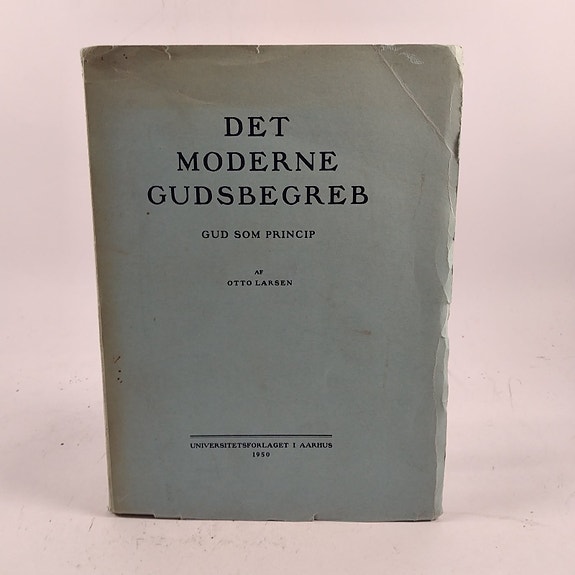 DET
MODERNE
GUDSBEGREB
GUD SOM PRINCIP
AF
OTTO LARSEN
UNIVERSITETSFORLAGET I AARHUS
1950